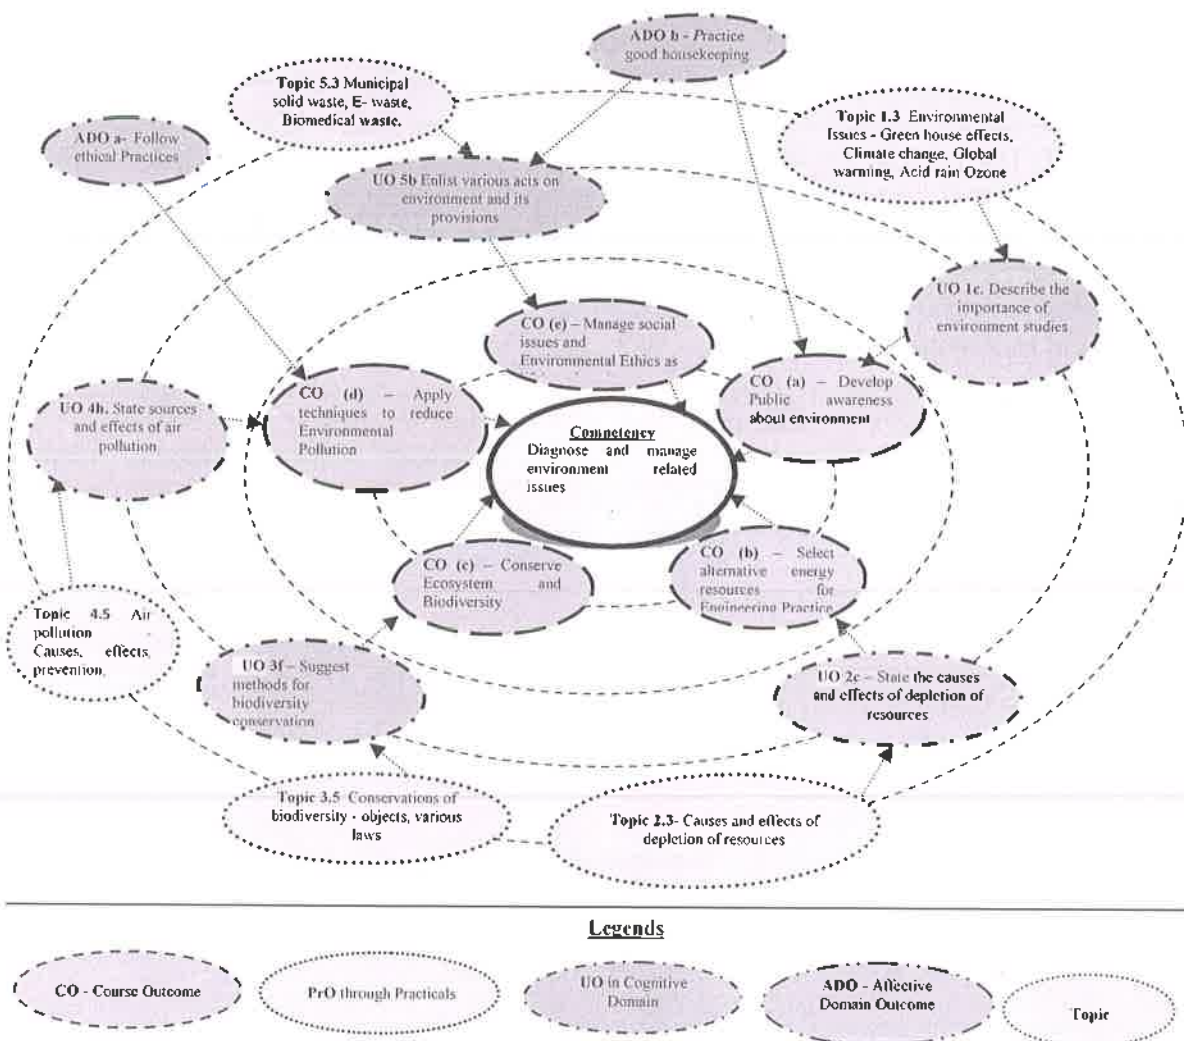 ADO b - Practice
good housekeeping
Topic 5.3 Municipal
solid waste, E- waste,
Biomedical waste.
Topic 1.3 Environmental
Issues - Green house effects,
Climate change, Global
warning, Acid rain Ozone
ADO a- Follow
ethical Practices
UO 5b Enlist various acts on
environment and its
provisions
UO 1c. Describe the
importance of
environment studies
CO (e) – Manage social
issues and
Environmental Ethics as
CO (d) – Apply
techniques to reduce
Environmental
Pollution
CO (a) – Develop
Public awareness
about environment
UO 4h. State sources
and effects of air
pollution
Competency
Diagnose and manage
environment related
issues
CO (c) – Conserve
Ecosystem and
Biodiversity
CO (b) – Select
alternative energy
resources for
Engineering Practice
Topic 4.5 Air
pollution
Causes, effects,
prevention,
UO 3f – Suggest
methods for
biodiversity
conservation
UO 2c – State the causes
and effects of depletion of
resources
Topic 3.5 Conservations of
biodiversity - objects, various
laws
Topic 2.3- Causes and effects of
depletion of resources
Legends
CO - Course Outcome
PrO through Practicals
UO in Cognitive
Domain
ADO - Affective
Domain Outcome
Topic